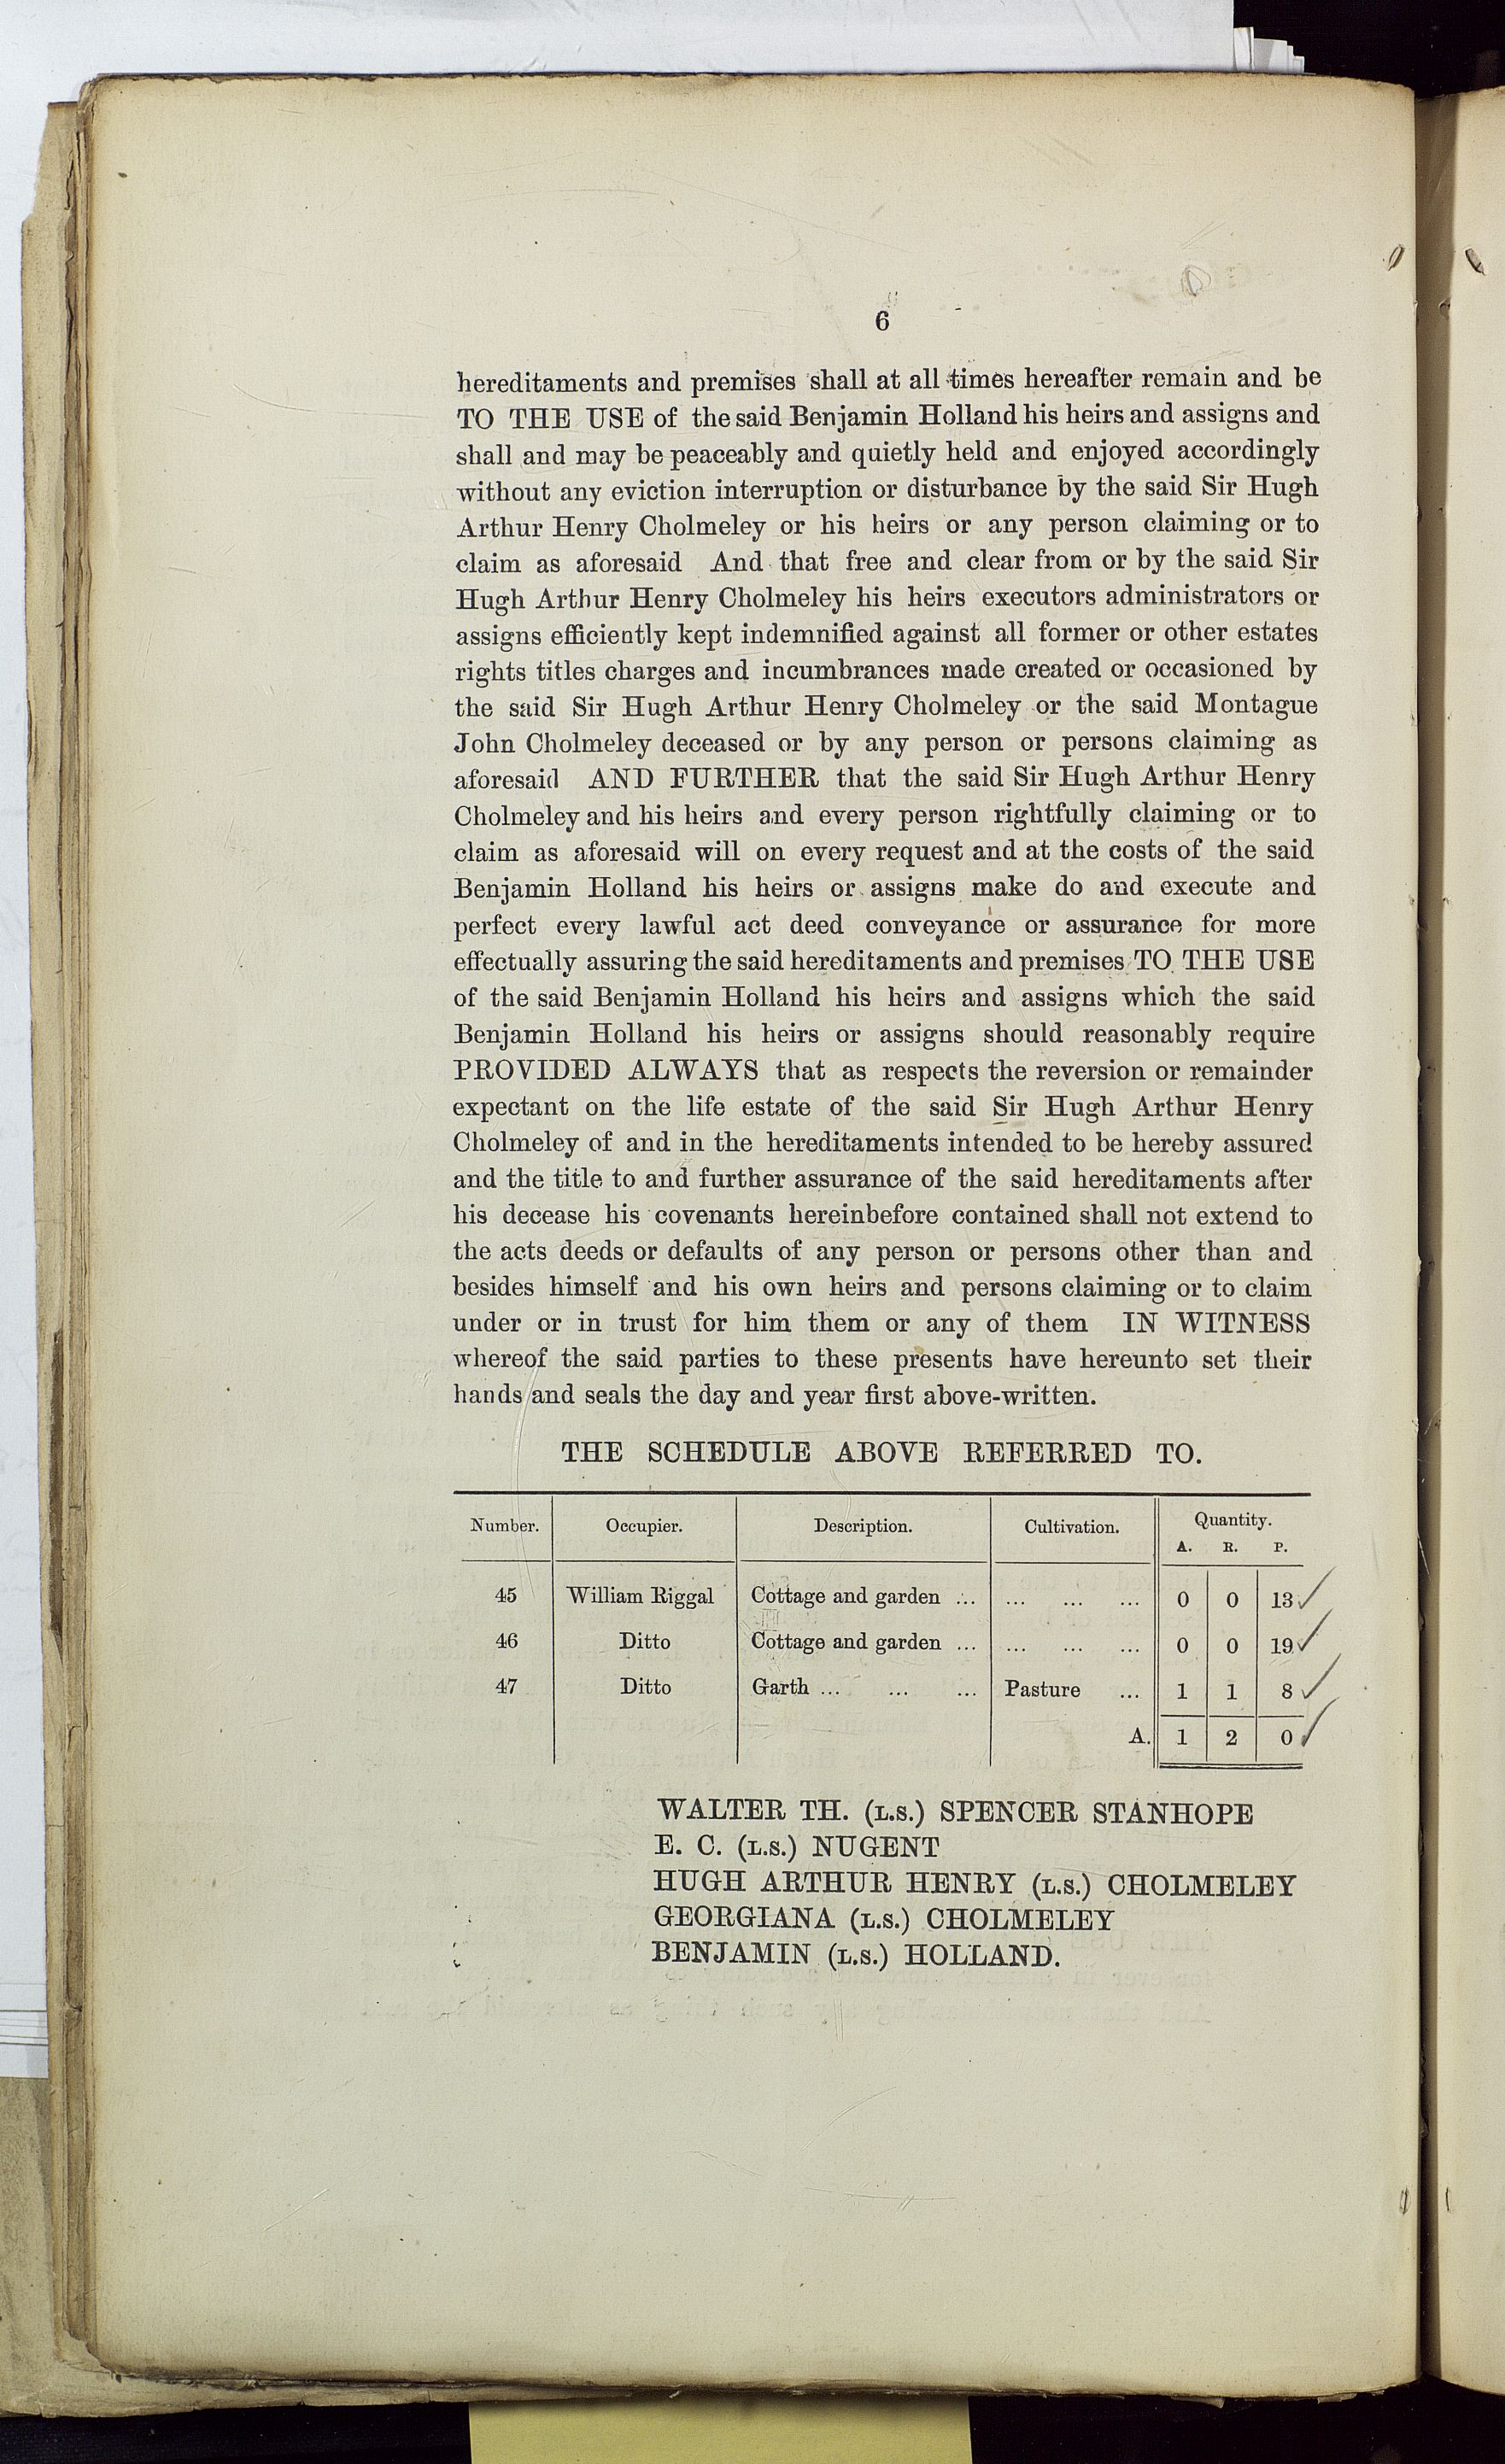 6
hereditaments and premises shall at all times hereafter remain and be
TO THE USE of the said Benjamin Holland his heirs and assigns and
shall and may be peaceably and quietly held and enjoyed accordingly
without any eviction interruption or disturbance by the said Sir Hugh
Arthur Henry Cholmeley or his heirs or any person claiming or to
claim as aforesaid And that free and clear from or by the said Sir
Hugh Arthur Henry Cholmeley his heirs executors administrators or
assigns efficiently kept indemnified against all former or other estates
rights titles charges and incumbrances made created or occasioned by
the said Sir Hugh Arthur Henry Cholmeley or the said Montague
John Cholmeley deceased or by any person or persons claiming as
aforesaid AND FURTHER that the said Sir Hugh Arthur Henry
Cholmeley and his heirs and every person rightfully claiming or to
claim as aforesaid will on every request and at the costs of the said
Benjamin Holland his heirs or assigns make do and execute and
perfect every lawful act deed conveyance or assurance for more
effectually assuring the said hereditaments and premises TO THE USE
of the said Benjamin Holland his heirs and assigns which the said
Benjamin Holland his heirs or assigns should reasonably require
PROVIDED ALWAYS that as respects the reversion or remainder
expectant on the life estate of the said Sir Hugh Arthur Henry
Cholmeley of and in the hereditaments intended to be hereby assured
and the title to and further assurance of the said hereditaments after
his decease his covenants hereinbefore contained shall not extend to
the acts deeds or defaults of any person or persons other than and
besides himself and his own heirs and persons claiming or to claim
under or in trust for him them or any of them IN WITNESS
whereof the said parties to these presents have hereunto set their
hands and seals the day and year first above-written.
THE SCHEDULE ABOVE REFERRED TO.
Number. Occupier. Description. Cultivation. Quantity.
A. R. P.
45 William Riggal Cottage and garden ... ... ... ... 0 0 13 ✓
46 Ditto Cottage and garden ... ... ... ... 0 0 19 ✓
47 Ditto Garth ... ... ... Pasture ... 1 1 8 ✓
A. 1 2 0 ✓
WALTER TH. (L.S.) SPENCER STANHOPE
E. C. (L.S.) NUGENT
HUGH ARTHUR HENRY (L.S.) CHOLMELEY
GEORGIANA (L.S.) CHOLMELEY
BENJAMIN (L.S.) HOLLAND.